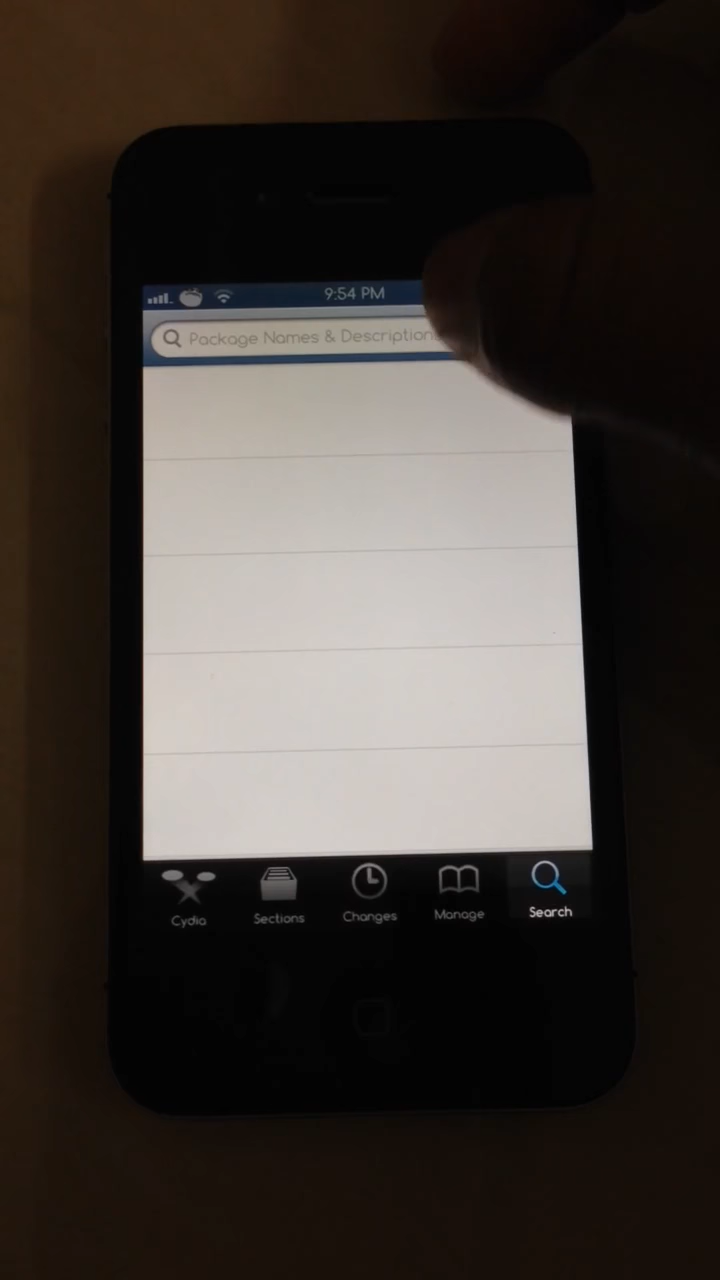 9:54 PM
Package Names & Description
Cydia
Sections
Changes
Manage
Search